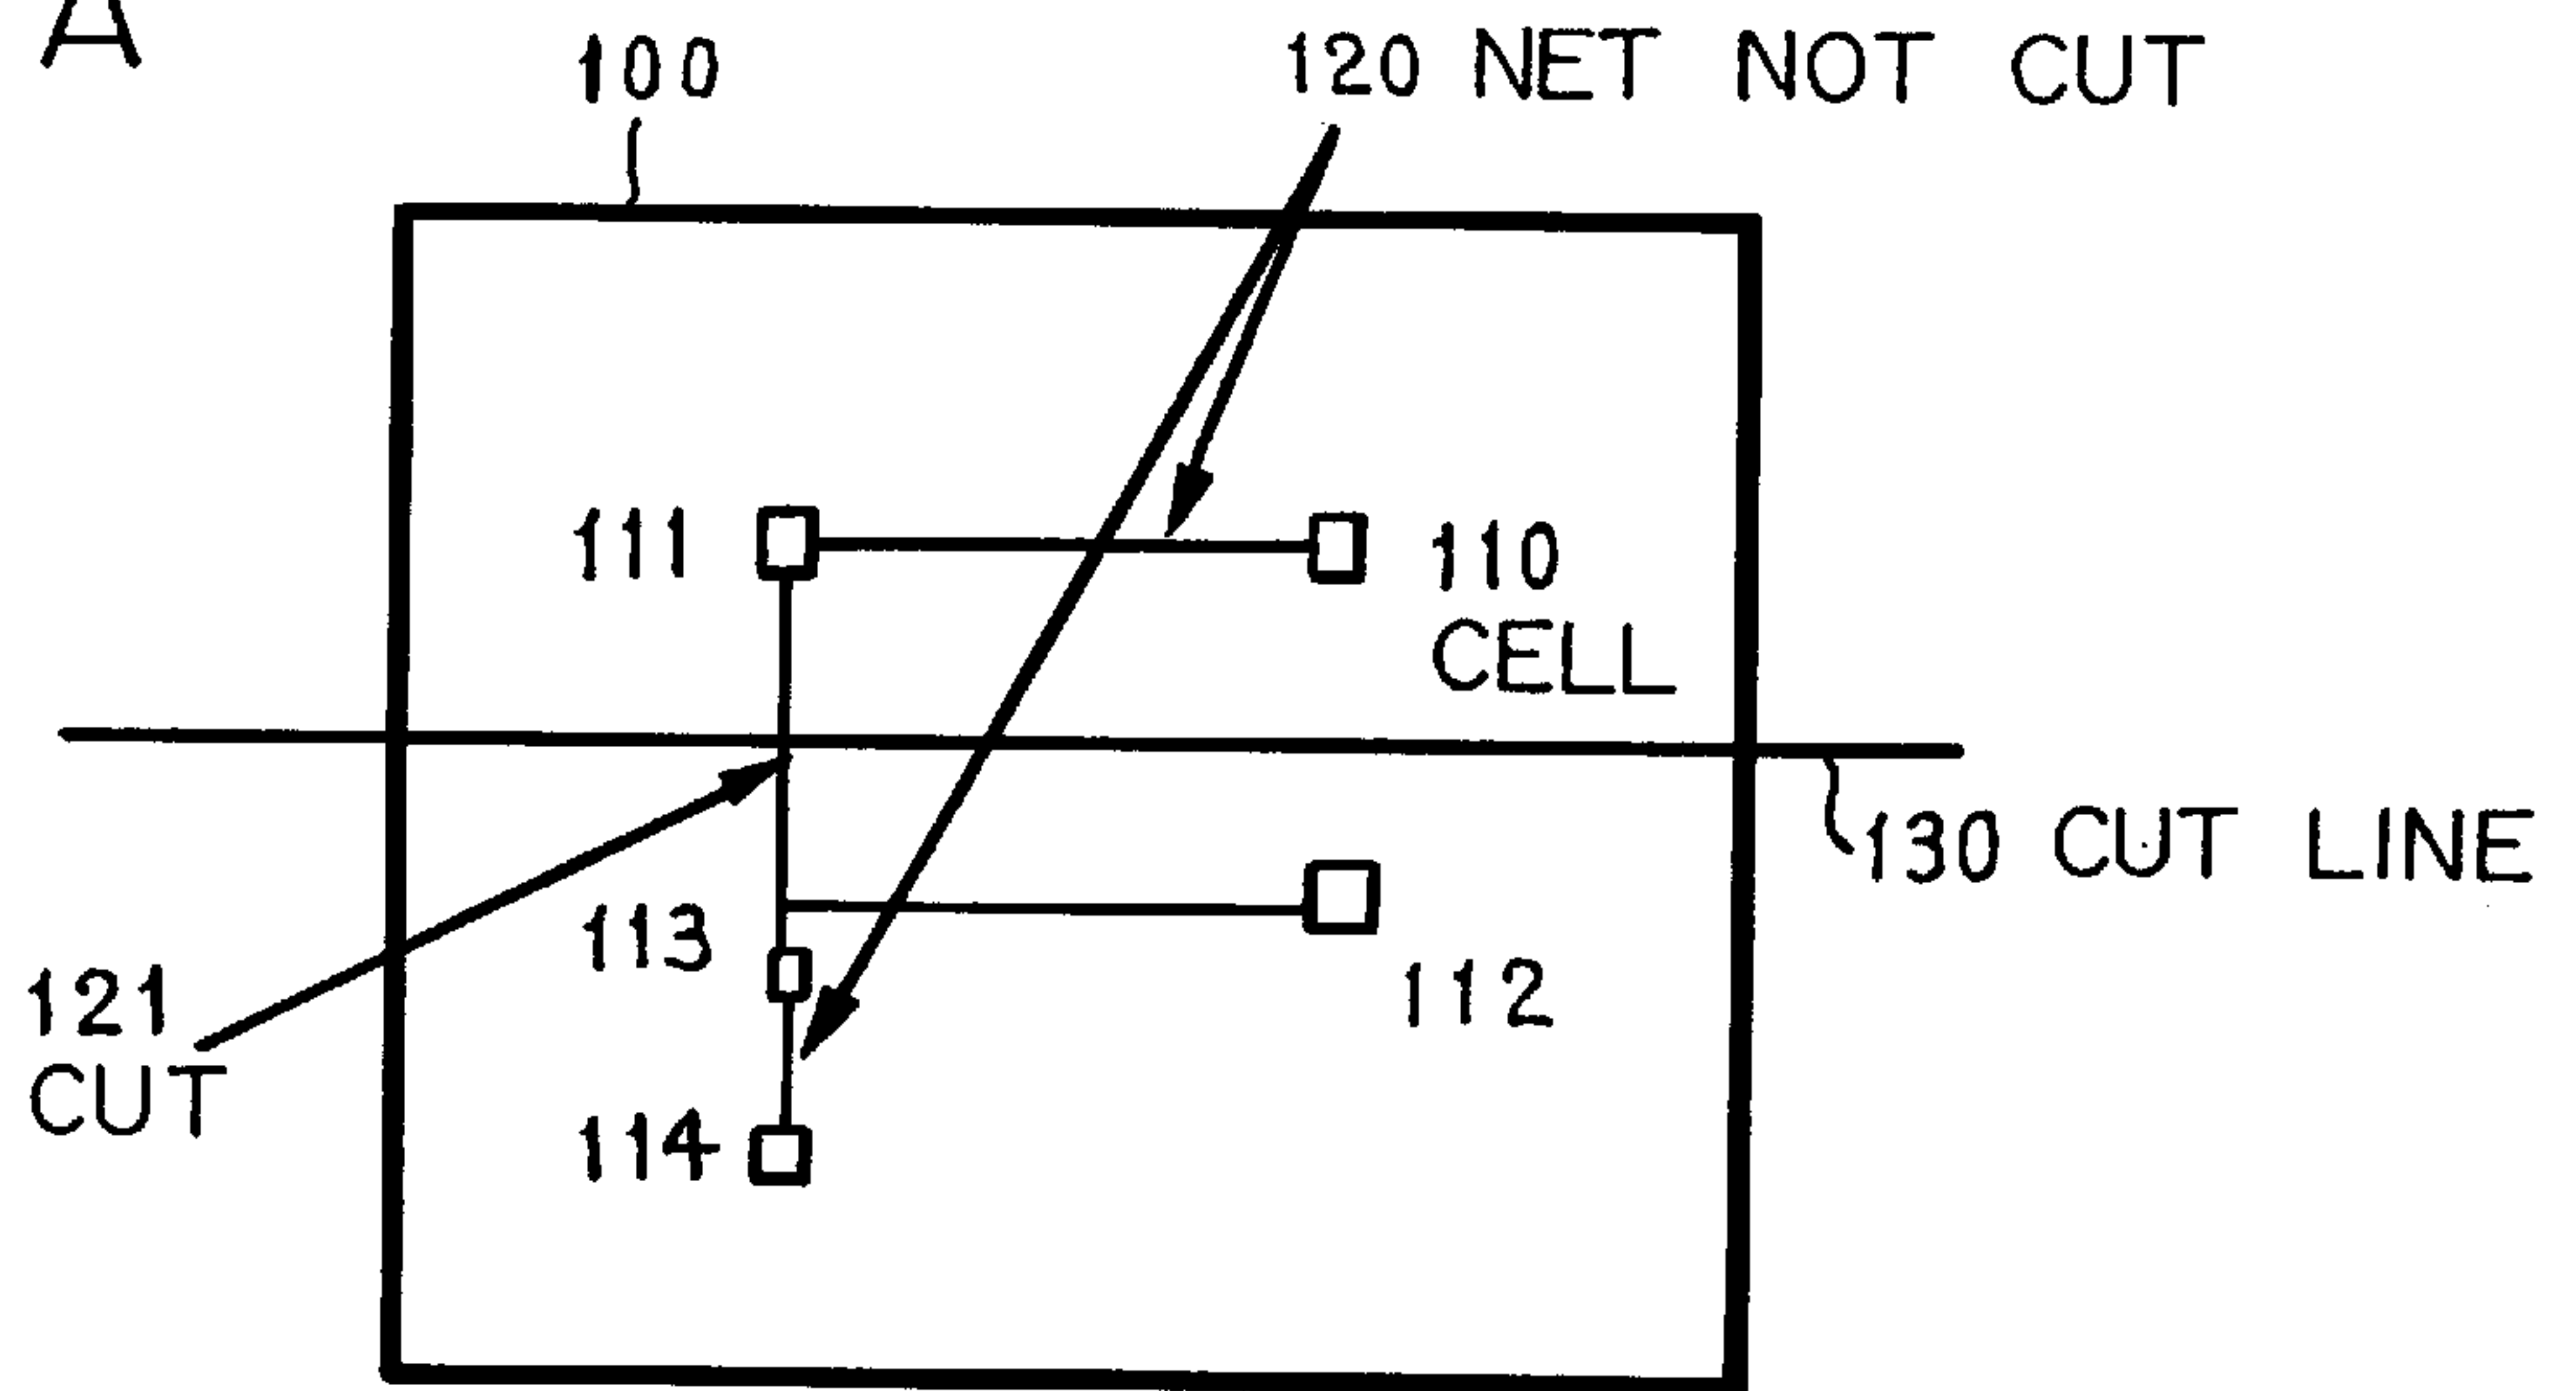 A
100
120 NET NOT CUT
111
110
CELL
130 CUT LINE
113
112
121
CUT
114